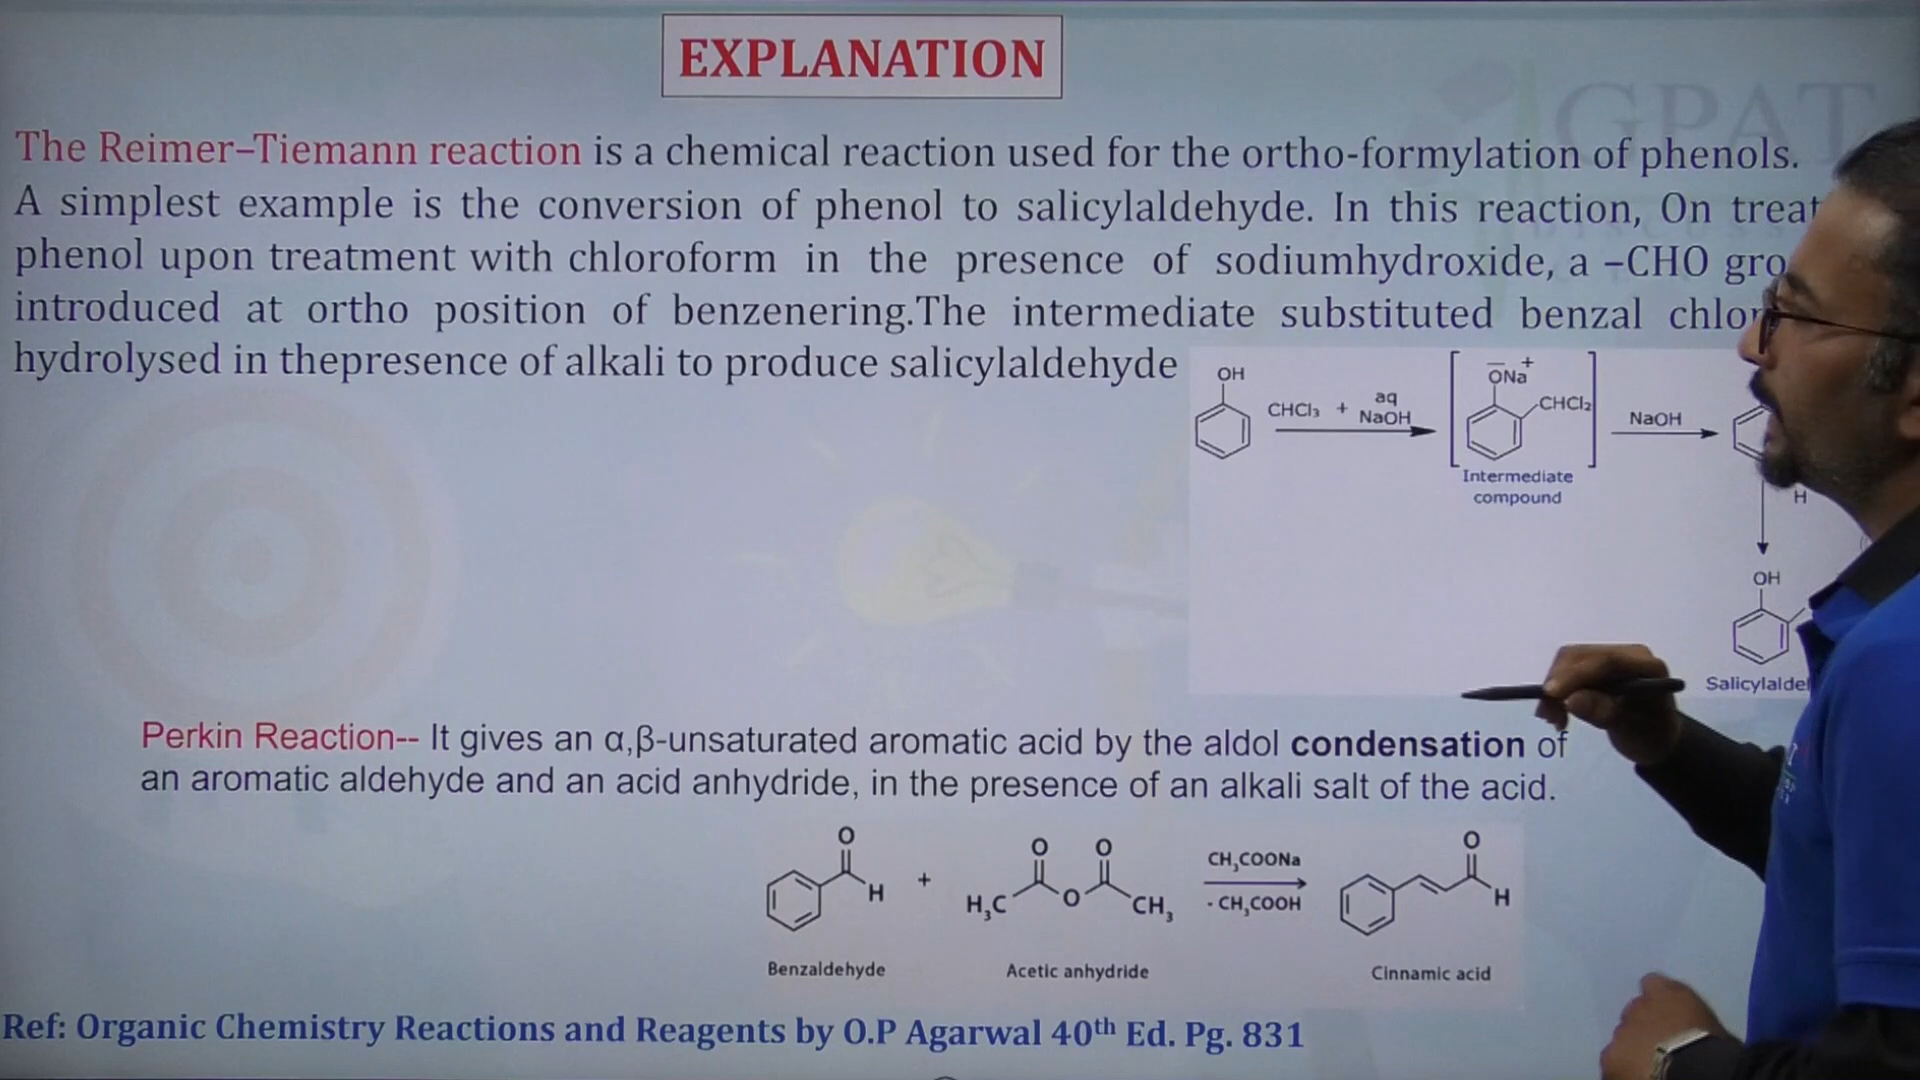 EXPLANATION
GPAT
The Reimer–Tiemann reaction is a chemical reaction used for the ortho-formylation of phenols.
A simplest example is the conversion of phenol to salicylaldehyde. In this reaction, On treat
phenol upon treatment with chloroform in the presence of sodiumhydroxide, a –CHO gro
introduced at ortho position of benzenering.The intermediate substituted benzal chlor
hydrolysed in thepresence of alkali to produce salicylaldehyde
OH
CHCl₃ + aq NaOH
ONa
– +
CHCl₂
Intermediate
compound
NaOH
H
OH
Salicylaldel
Perkin Reaction-- It gives an α,β-unsaturated aromatic acid by the aldol condensation of
an aromatic aldehyde and an acid anhydride, in the presence of an alkali salt of the acid.
O
H
+
O O
H₃C O CH₃
CH₃COONa
- CH₃COOH
O
H
Benzaldehyde Acetic anhydride Cinnamic acid
Ref: Organic Chemistry Reactions and Reagents by O.P Agarwal 40th Ed. Pg. 831